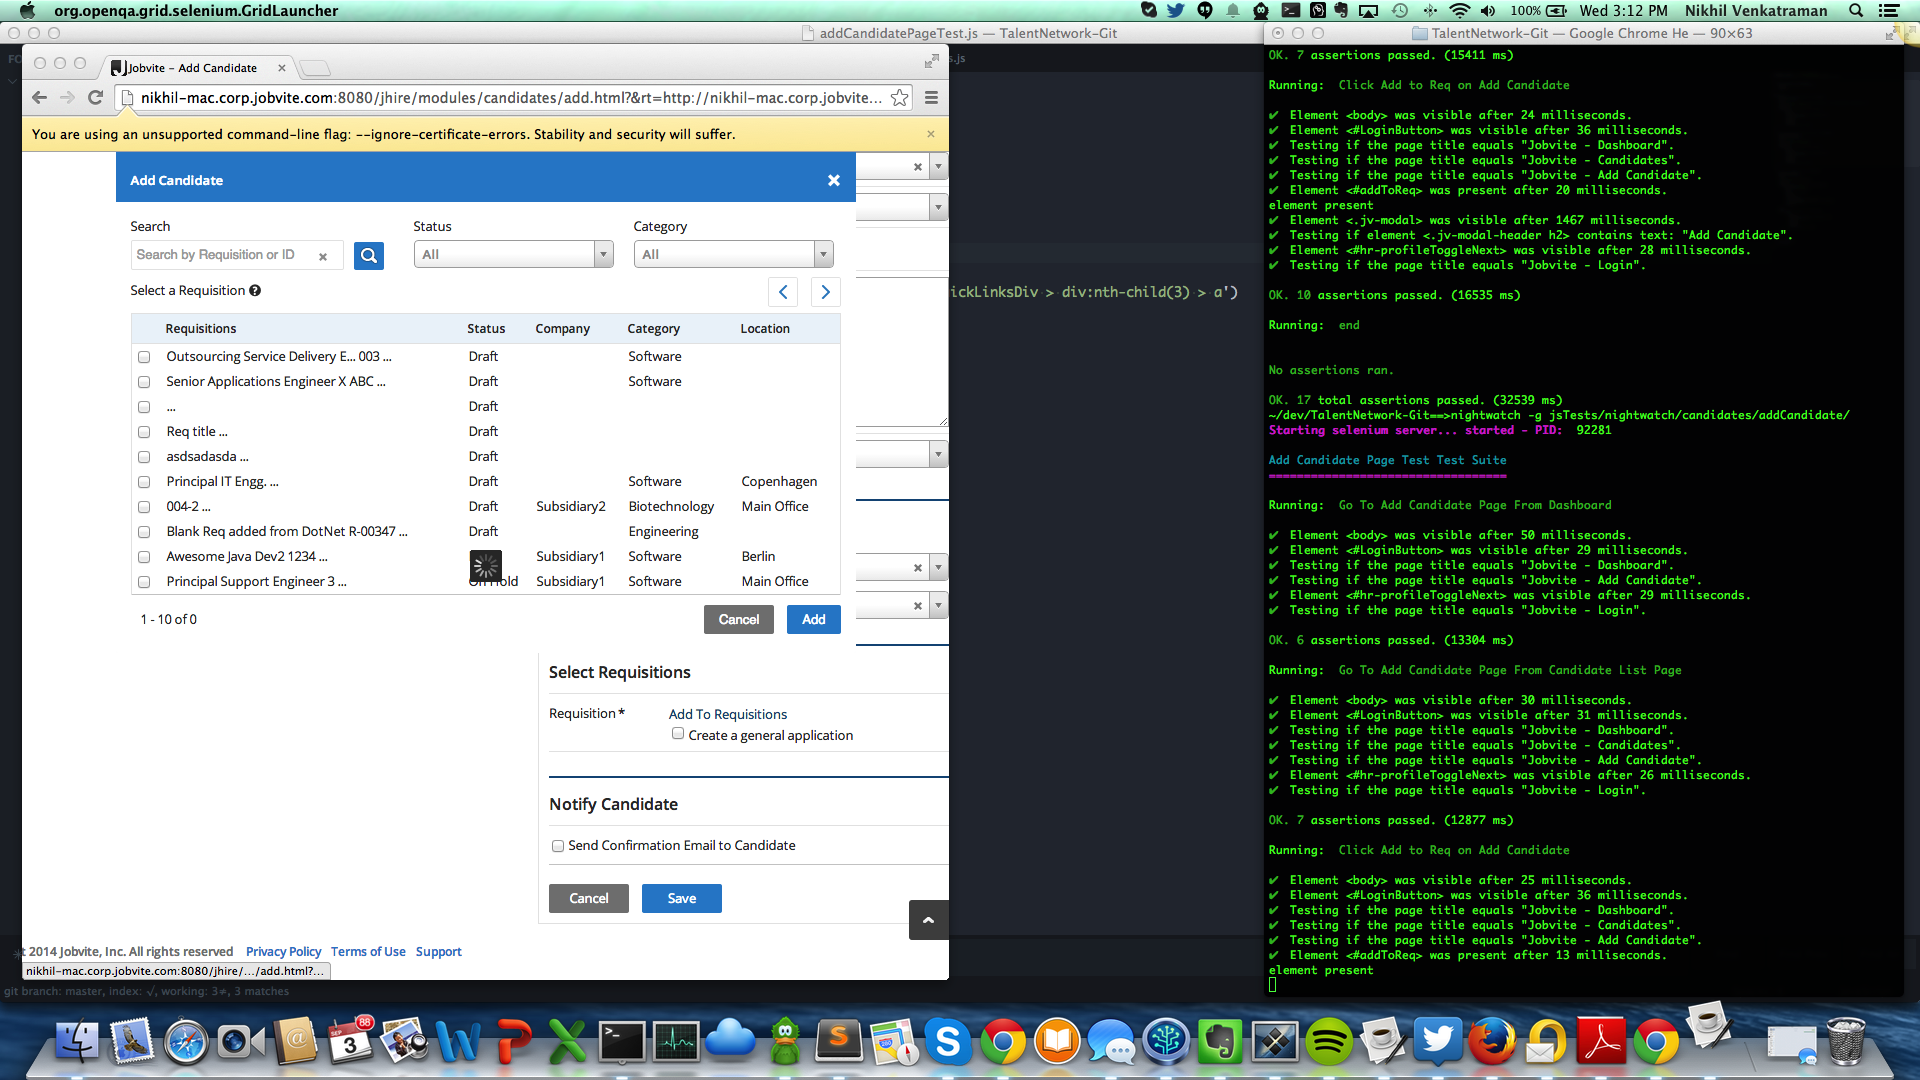 org.openqa.grid.selenium.GridLauncher
100%
Wed 3:12 PM
Nikhil Venkatraman
addCandidatePageTest.js — TalentNetwork-Git
Jobvite – Add Candidate
nikhil-mac.corp.jobvite.com:8080/jhire/modules/candidates/add.html?&rt=http://nikhil-mac.corp.jobvite...
You are using an unsupported command-line flag: --ignore-certificate-errors. Stability and security will suffer.
Add Candidate
Search
Status
Category
Search by Requisition or ID
All
All
Select a Requisition
Requisitions Status Company Category Location
Outsourcing Service Delivery E... 003 ... Draft Software
Senior Applications Engineer X ABC ... Draft Software
... Draft
Req title ... Draft
asdsadasda ... Draft
Principal IT Engg. ... Draft Software Copenhagen
004-2 ... Draft Subsidiary2 Biotechnology Main Office
Blank Req added from DotNet R-00347 ... Draft Engineering
Awesome Java Dev2 1234 ... Subsidiary1 Software Berlin
Principal Support Engineer 3 ... On Hold Subsidiary1 Software Main Office
1 - 10 of 0
Cancel
Add
Select Requisitions
Requisition *
Add To Requisitions
Create a general application
Notify Candidate
Send Confirmation Email to Candidate
Cancel
Save
t 2014 Jobvite, Inc. All rights reserved Privacy Policy Terms of Use Support
nikhil-mac.corp.jobvite.com:8080/jhire/.../add.html?...
git branch: master, index: √, working: 3≠, 3 matches
s.js
ickLinksDiv > div:nth-child(3) > a')
TalentNetwork-Git — Google Chrome He — 90×63
OK. 7 assertions passed. (15411 ms)
Running: Click Add to Req on Add Candidate
✔ Element <body> was visible after 24 milliseconds.
✔ Element <#LoginButton> was visible after 36 milliseconds.
✔ Testing if the page title equals "Jobvite - Dashboard".
✔ Testing if the page title equals "Jobvite - Candidates".
✔ Testing if the page title equals "Jobvite - Add Candidate".
✔ Element <#addToReq> was present after 20 milliseconds.
element present
✔ Element <.jv-modal> was visible after 1467 milliseconds.
✔ Testing if element <.jv-modal-header h2> contains text: "Add Candidate".
✔ Element <#hr-profileToggleNext> was visible after 28 milliseconds.
✔ Testing if the page title equals "Jobvite - Login".
OK. 10 assertions passed. (16535 ms)
Running: end
No assertions ran.
OK. 17 total assertions passed. (32539 ms)
~/dev/TalentNetwork-Git==>nightwatch -g jsTests/nightwatch/candidates/addCandidate/
Starting selenium server... started - PID: 92281
Add Candidate Page Test Test Suite
==================================
Running: Go To Add Candidate Page From Dashboard
✔ Element <body> was visible after 50 milliseconds.
✔ Element <#LoginButton> was visible after 29 milliseconds.
✔ Testing if the page title equals "Jobvite - Dashboard".
✔ Testing if the page title equals "Jobvite - Add Candidate".
✔ Element <#hr-profileToggleNext> was visible after 29 milliseconds.
✔ Testing if the page title equals "Jobvite - Login".
OK. 6 assertions passed. (13304 ms)
Running: Go To Add Candidate Page From Candidate List Page
✔ Element <body> was visible after 30 milliseconds.
✔ Element <#LoginButton> was visible after 31 milliseconds.
✔ Testing if the page title equals "Jobvite - Dashboard".
✔ Testing if the page title equals "Jobvite - Candidates".
✔ Testing if the page title equals "Jobvite - Add Candidate".
✔ Element <#hr-profileToggleNext> was visible after 26 milliseconds.
✔ Testing if the page title equals "Jobvite - Login".
OK. 7 assertions passed. (12877 ms)
Running: Click Add to Req on Add Candidate
✔ Element <body> was visible after 25 milliseconds.
✔ Element <#LoginButton> was visible after 36 milliseconds.
✔ Testing if the page title equals "Jobvite - Dashboard".
✔ Testing if the page title equals "Jobvite - Candidates".
✔ Testing if the page title equals "Jobvite - Add Candidate".
✔ Element <#addToReq> was present after 13 milliseconds.
element present
SEP
3
88